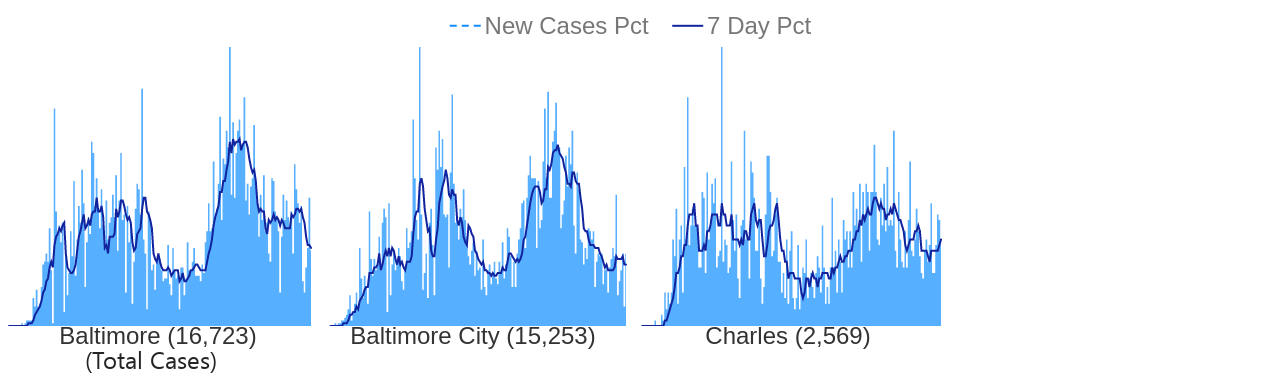 New Cases Pct 7 Day Pct
Baltimore (16,723) Baltimore City (15,253) Charles (2,569)
(Total Cases)